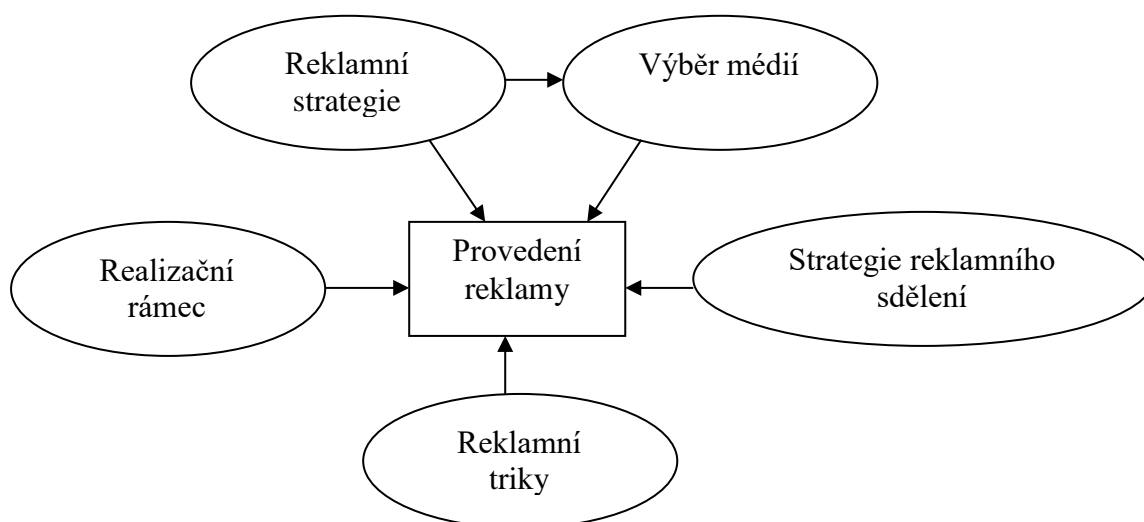 Reklamní
strategie
Výběr médií
Realizační
rámec
Provedení
reklamy
Strategie reklamního
sdělení
Reklamní
triky